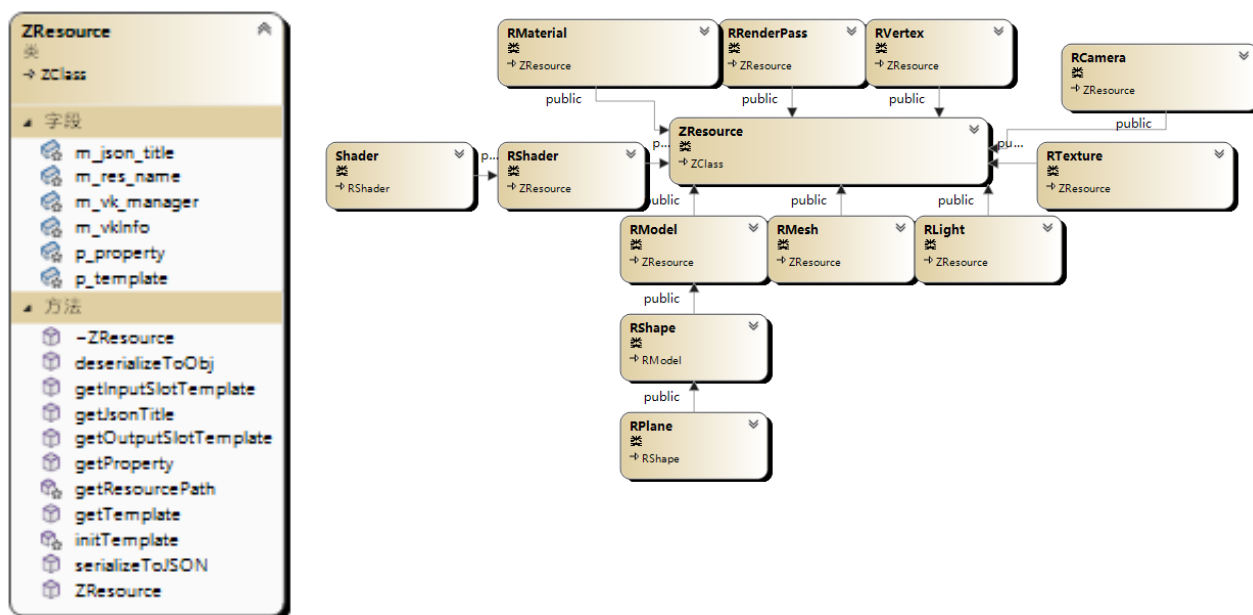 ZResource
类
ZClass
字段
m_json_title
m_res_name
m_vk_manager
m_vkInfo
p_property
p_template
方法
~ZResource
deserializeToObj
getInputSlotTemplate
getJsonTitle
getOutputSlotTemplate
getProperty
getResourcePath
getTemplate
initTemplate
serializeToJSON
ZResource
RMaterial
类
ZResource
RRenderPass
类
ZResource
RVertex
类
ZResource
RCamera
类
ZResource
public
public
public
public
ZResource
类
ZClass
Shader
类
RShader
p...
RShader
类
ZResource
p...
pu...
RTexture
类
ZResource
public
public
public
RModel
类
ZResource
RMesh
类
ZResource
RLight
类
ZResource
public
RShape
类
RModel
public
RPlane
类
RShape